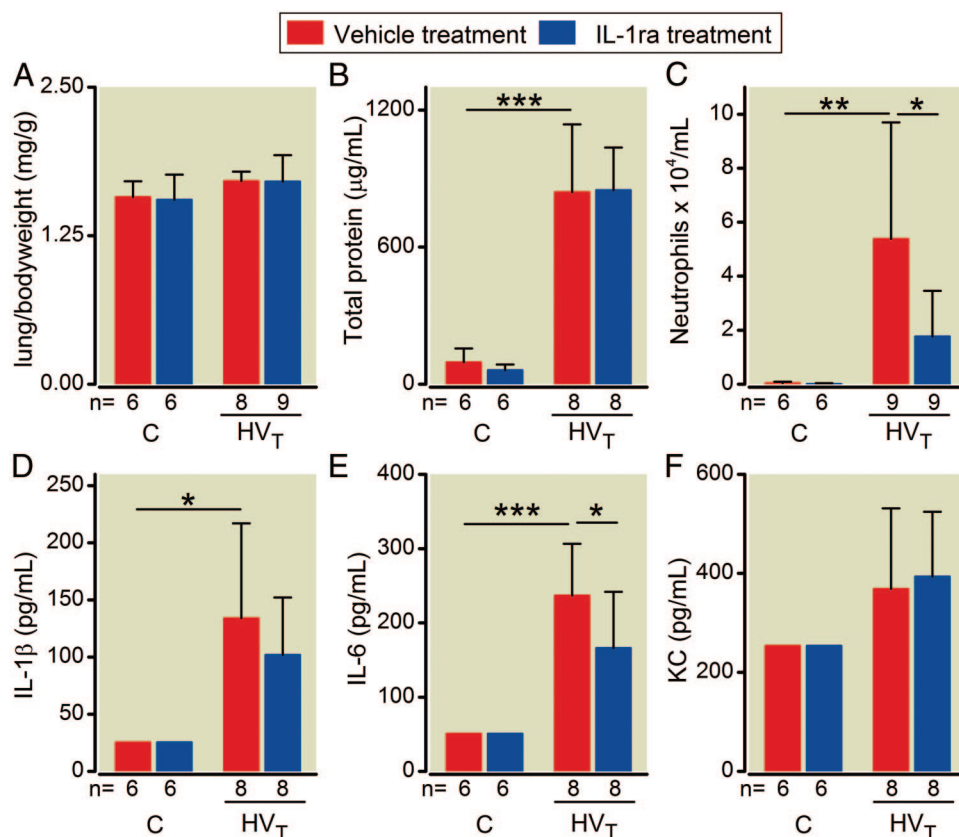 Vehicle treatment IL-1ra treatment
A
lung/bodyweight (mg/g)
2.50
1.25
0.00
n= 6 6 8 9
C HVT
B
Total protein (µg/mL)
1200
600
0
***
n= 6 6 8 8
C HVT
C
Neutrophils x 10⁴/mL
10
8
6
4
2
0
** *
n= 6 6 9 9
C HVT
D
IL-1β (pg/mL)
250
200
150
100
50
0
*
n= 6 6 8 8
C HVT
E
IL-6 (pg/mL)
400
300
200
100
0
*** *
n= 6 6 8 8
C HVT
F
KC (pg/mL)
600
400
200
0
n= 6 6 8 8
C HVT